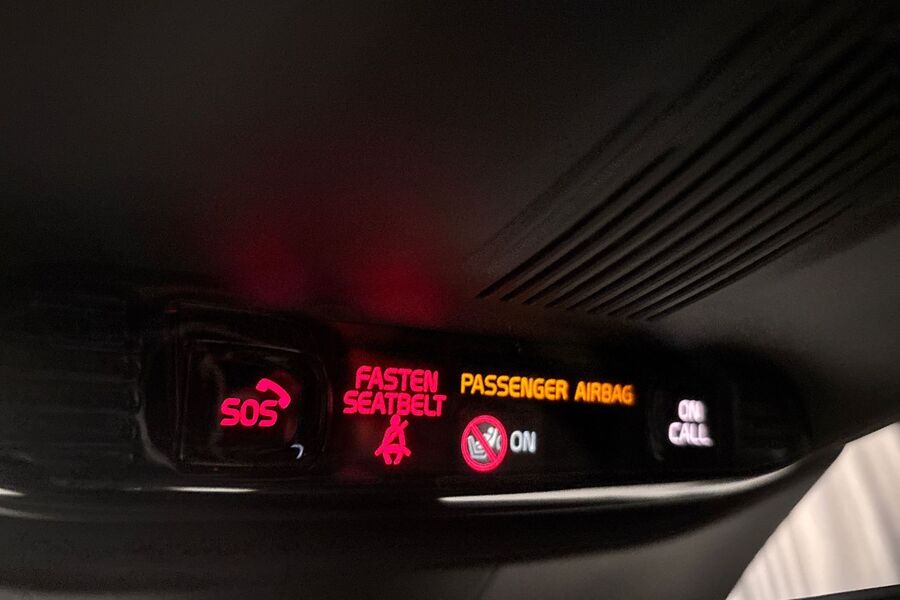 SOS
FASTEN
SEATBELT
PASSENGER AIRBAG
ON
ON
CALL